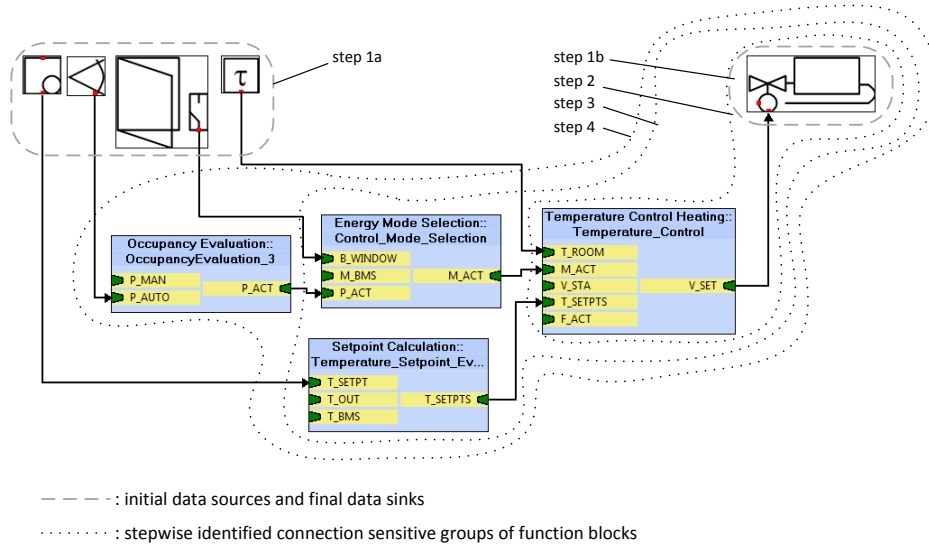 step 1a
step 1b
step 2
step 3
step 4
τ
Occupancy Evaluation::
OccupancyEvaluation_3
P_MAN
P_AUTO
P_ACT
Energy Mode Selection::
Control_Mode_Selection
B_WINDOW
M_BMS
P_ACT
M_ACT
Temperature Control Heating::
Temperature_Control
T_ROOM
M_ACT
V_STA
T_SETPTS
F_ACT
V_SET
Setpoint Calculation::
Temperature_Setpoint_Ev...
T_SETPT
T_OUT
T_BMS
T_SETPTS
: initial data sources and final data sinks
: stepwise identified connection sensitive groups of function blocks